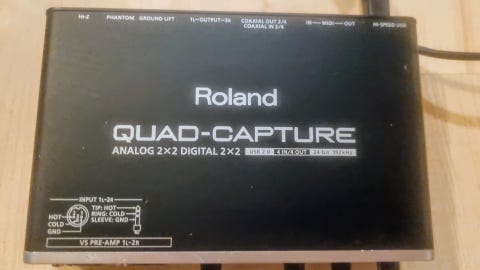 HI-Z PHANTOM GROUND LIFT 1L-OUTPUT-2R COAXIAL OUT 3/4 IN MIDI OUT HI-SPEED USB
COAXIAL IN 3/4
Roland
QUAD-CAPTURE
ANALOG 2×2 DIGITAL 2×2 USB 2.0 4 IN/4 OUT 24-bit 192kHz
INPUT 1L-2R
TIP: HOT
RING: COLD
SLEEVE: GND
HOT
COLD
GND
VS PRE-AMP 1L-2R